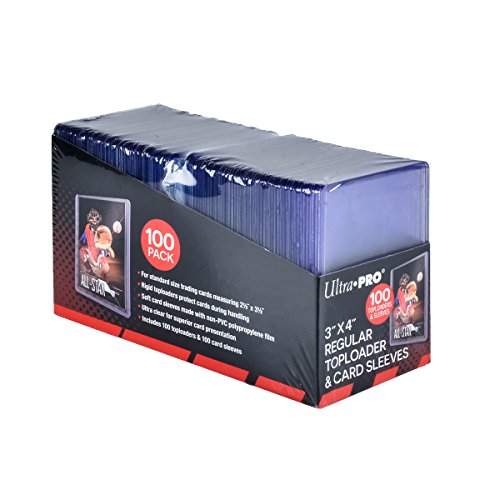 ALL-STAR
100
PACK
• For standard size trading cards measuring 2½" x 3½"
• Rigid toploaders protect cards during handling
• Soft card sleeves made with non-PVC polypropylene film
• Ultra clear for superior card presentation
• Includes 100 toploaders & 100 card sleeves
Ultra•PRO®
100
TOPLOADERS
& SLEEVES
3"X4"
REGULAR
TOPLOADER
& CARD SLEEVES
ALL-STAR